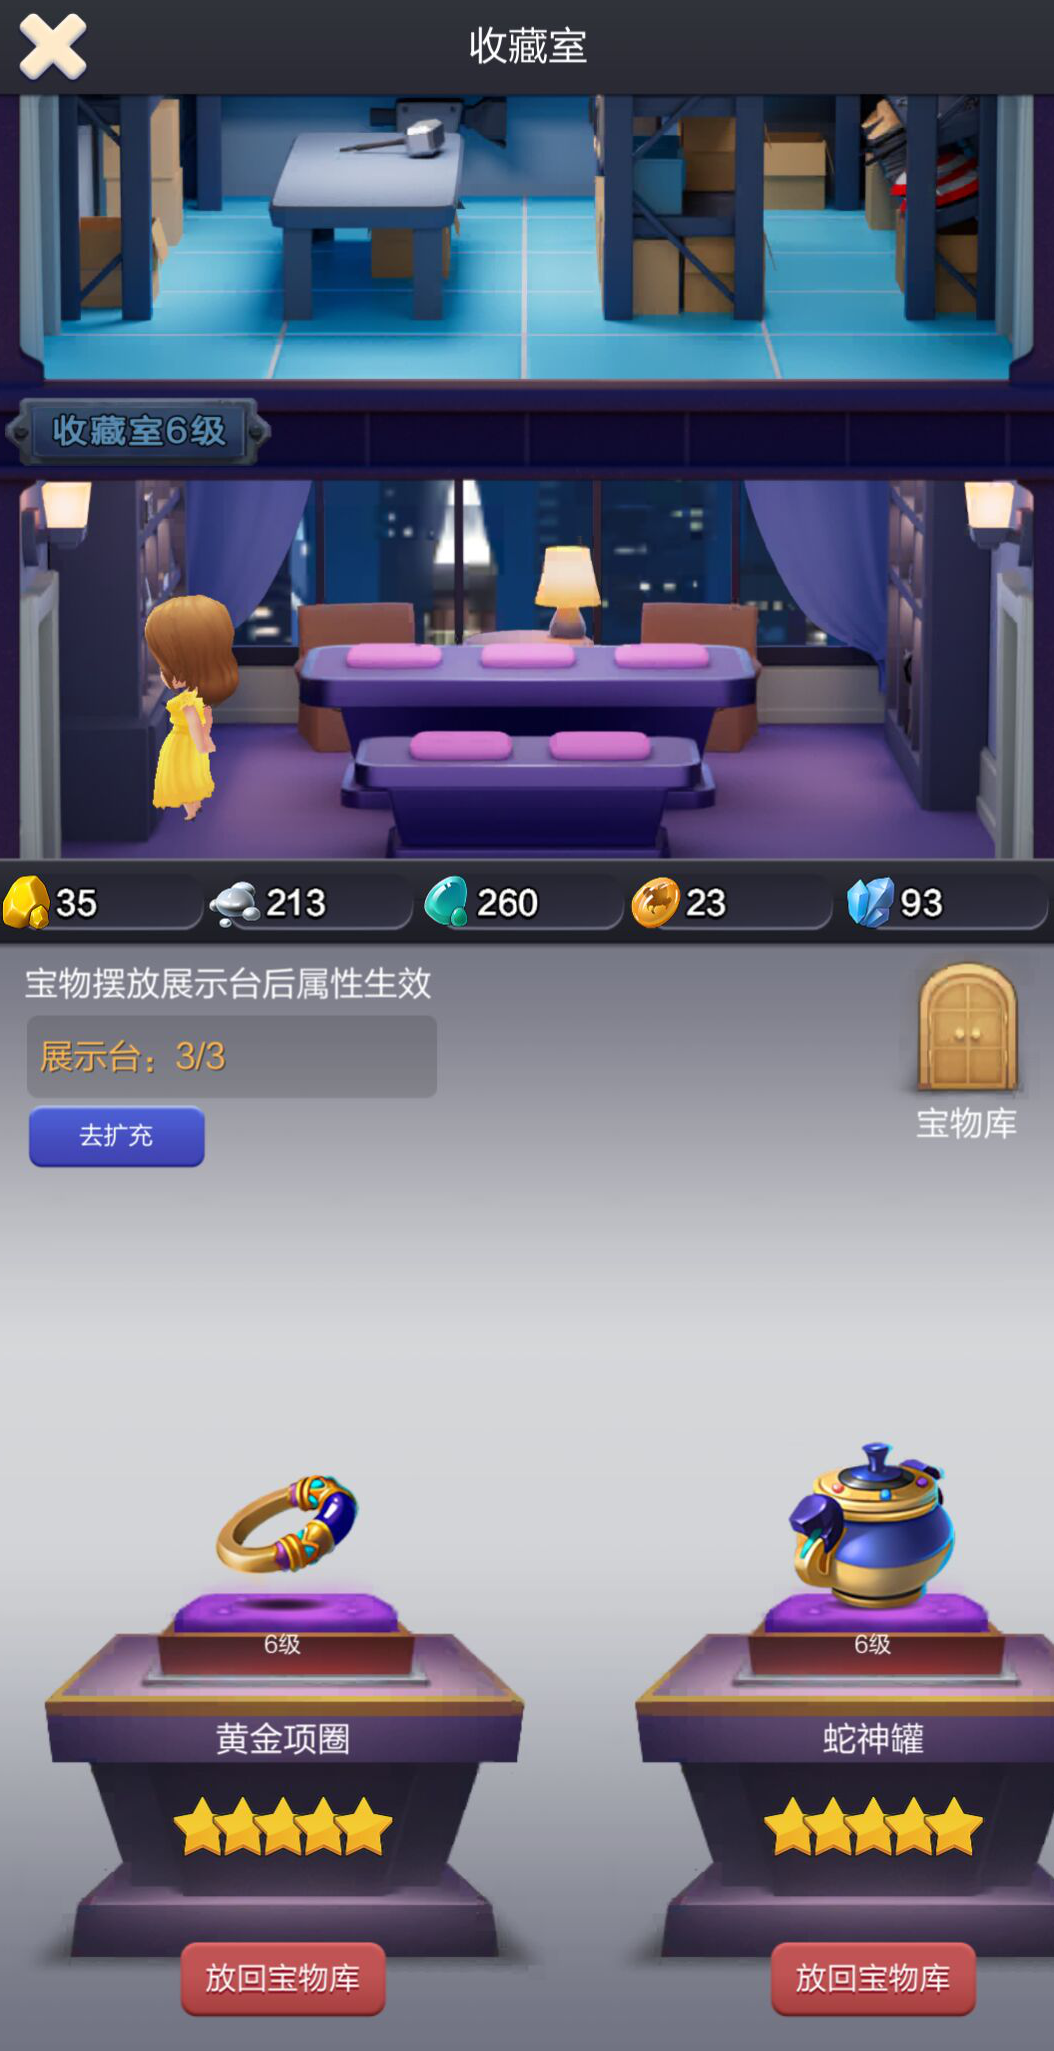 收藏室
收藏室6级
35 213 260 23 93
宝物摆放展示台后属性生效
展示台：3/3
去扩充
宝物库
6级 6级
黄金项圈 蛇神罐
放回宝物库 放回宝物库